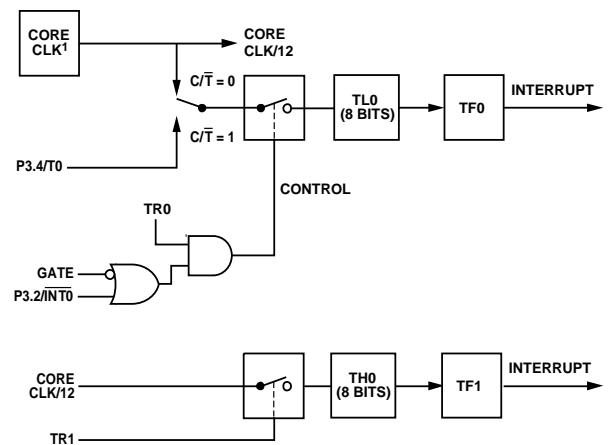 CORE
CLK1
CORE
CLK/12
C/T̅ = 0
TL0
(8 BITS)
TF0
INTERRUPT
C/T̅ = 1
P3.4/T0
CONTROL
TR0
GATE
P3.2/I̅N̅T̅0̅
CORE
CLK/12
TH0
(8 BITS)
TF1
INTERRUPT
TR1